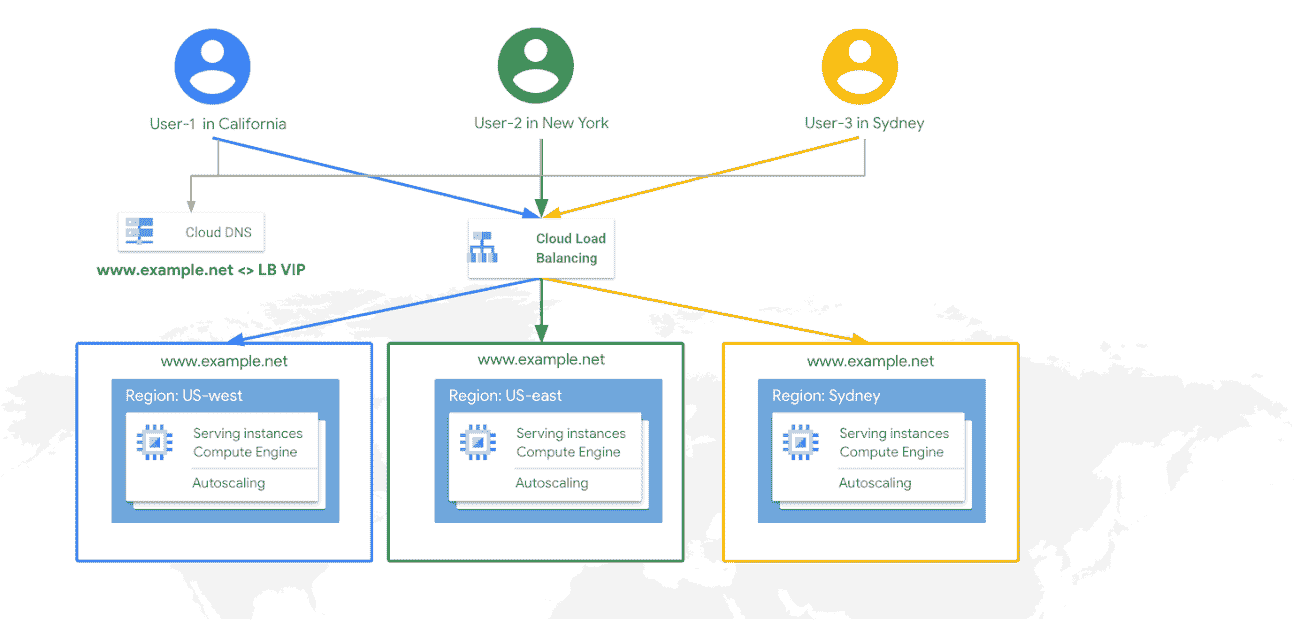 User-1 in California
User-2 in New York
User-3 in Sydney
Cloud DNS
www.example.net <> LB VIP
Cloud Load
Balancing
www.example.net
Region: US-west
Serving instances
Compute Engine
Autoscaling
www.example.net
Region: US-east
Serving instances
Compute Engine
Autoscaling
www.example.net
Region: Sydney
Serving instances
Compute Engine
Autoscaling